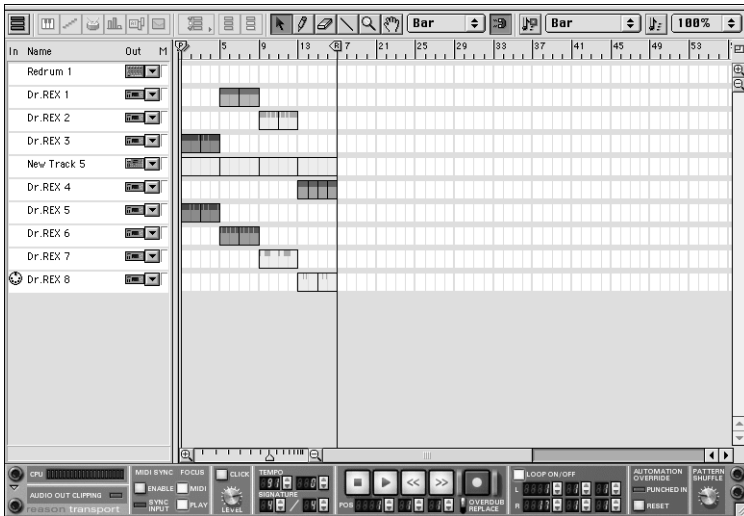 Bar Bar 100%
In Name Out M P 5 9 13 R 7 21 25 29 33 37 41 45 49 53
Redrum 1
Dr.REX 1
Dr.REX 2
Dr.REX 3
New Track 5
Dr.REX 4
Dr.REX 5
Dr.REX 6
Dr.REX 7
Dr.REX 8
CPU
AUDIO OUT CLIPPING
reason transport
MIDI SYNC FOCUS
ENABLE MIDI
SYNC INPUT PLAY
CLICK
LEVEL
TEMPO
SIGNATURE
4 / 4
POS
OVERDUB
REPLACE
LOOP ON/OFF
L
R
AUTOMATION OVERRIDE
PUNCHED IN
RESET
PATTERN SHUFFLE